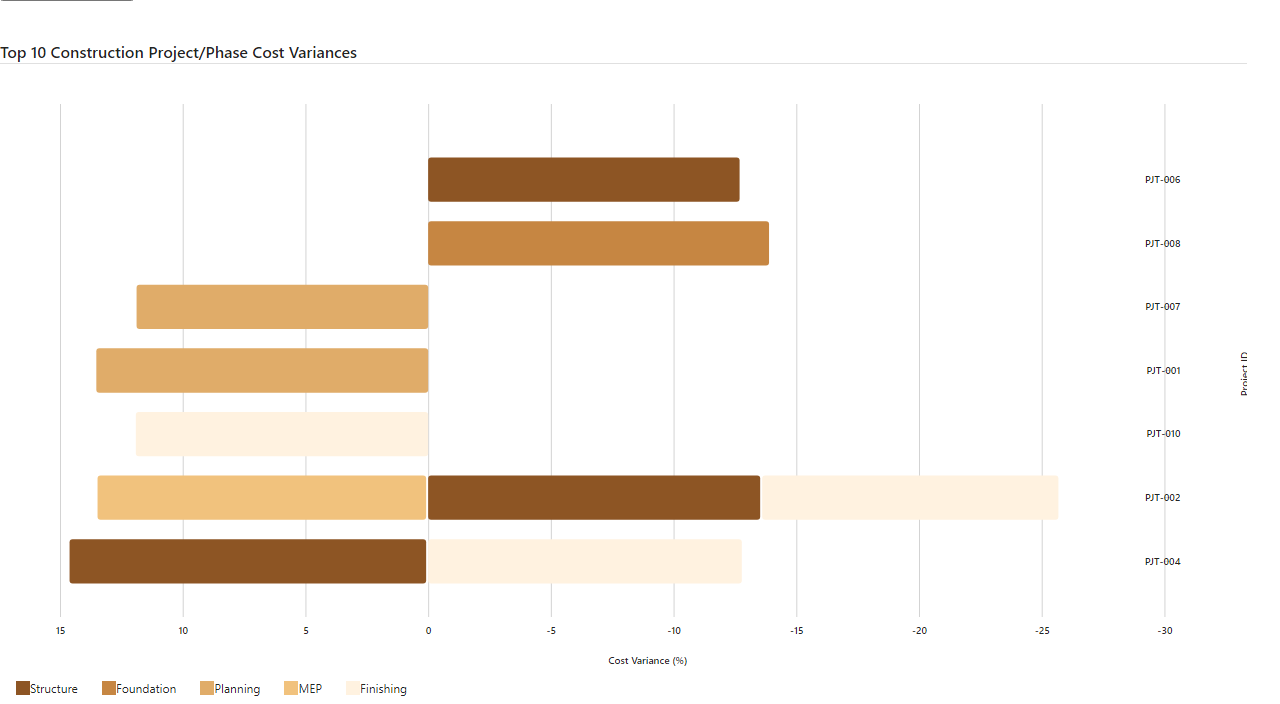 Top 10 Construction Project/Phase Cost Variances
PJT-006
PJT-008
PJT-007
PJT-001
Project ID
PJT-010
PJT-002
PJT-004
15 10 5 0 -5 -10 -15 -20 -25 -30
Cost Variance (%)
Structure Foundation Planning MEP Finishing